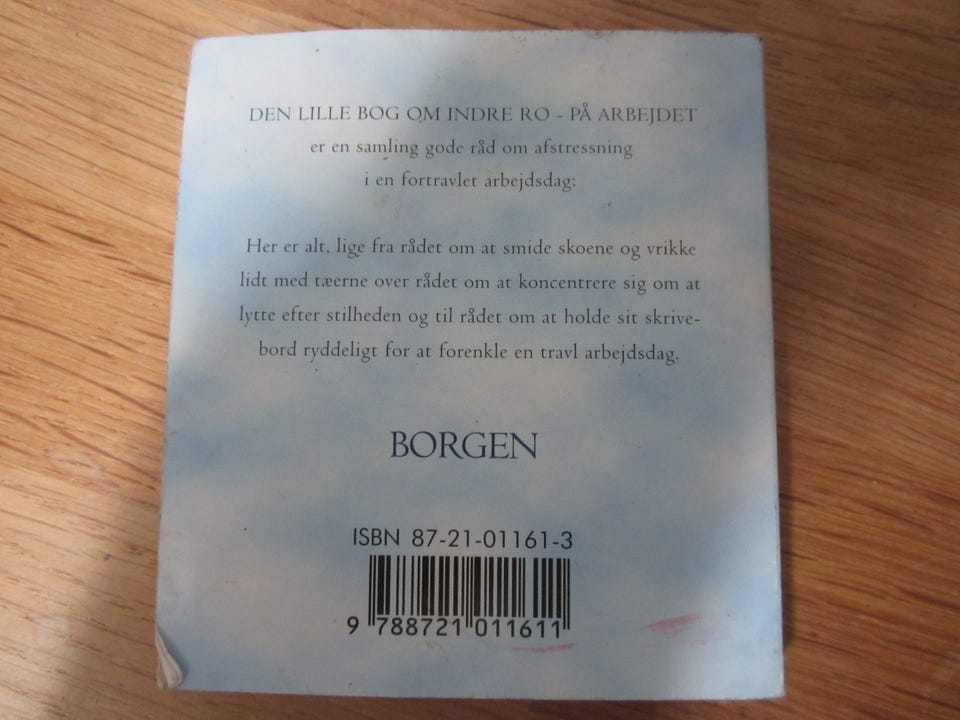 DEN LILLE BOG OM INDRE RO - PÅ ARBEJDET
er en samling gode råd om afstressning
i en fortravlet arbejdsdag:
Her er alt, lige fra rådet om at smide skoene og vrikke
lidt med tæerne over rådet om at koncentrere sig om at
lytte efter stilheden og til rådet om at holde sit skrive-
bord ryddeligt for at forenkle en travl arbejdsdag.
BORGEN
ISBN 87-21-01161-3
9 788721 011611